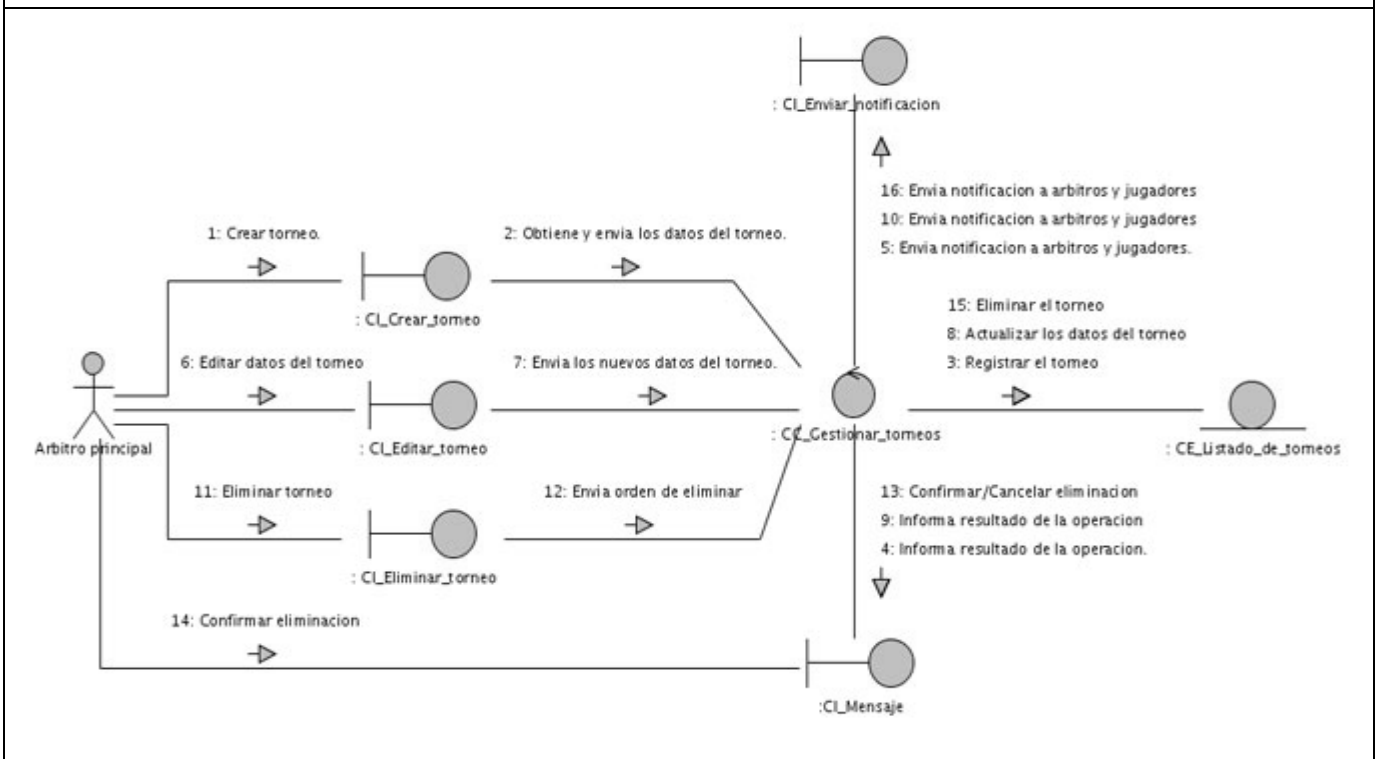 : CI_Enviar_notificacion
16: Envia notificacion a arbitros y jugadores
10: Envia notificacion a arbitros y jugadores
5: Envia notificacion a arbitros y jugadores.
1: Crear torneo.
2: Obtiene y envia los datos del torneo.
: CI_Crear_torneo
15: Eliminar el torneo
8: Actualizar los datos del torneo
3: Registrar el torneo
6: Editar datos del torneo
7: Envia los nuevos datos del torneo.
Arbitro principal
: CI_Editar_torneo
: CC_Gestionar_torneos
: CE_Listado_de_torneos
11: Eliminar torneo
12: Envia orden de eliminar
13: Confirmar/Cancelar eliminacion
9: Informa resultado de la operacion
4: Informa resultado de la operacion.
: CI_Eliminar_torneo
14: Confirmar eliminacion
:CI_Mensaje